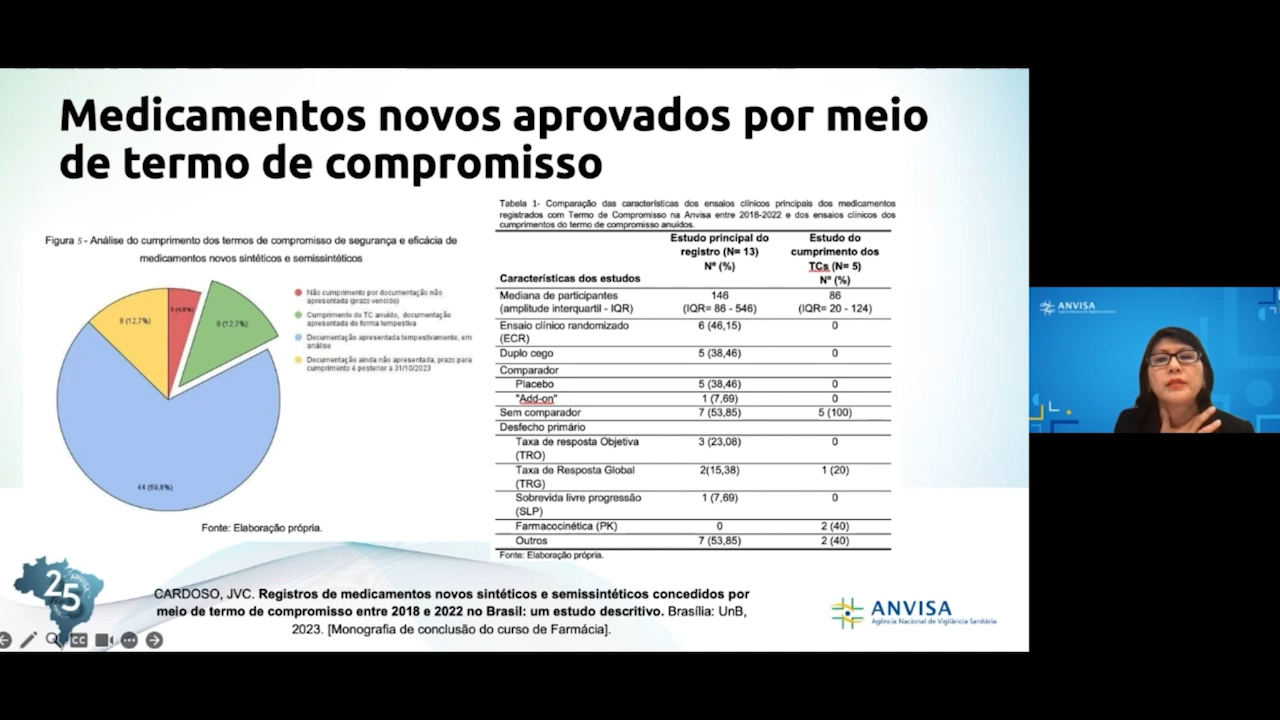 Medicamentos novos aprovados por meio
de termo de compromisso
Figura 5 - Análise do cumprimento dos termos de compromisso de segurança e eficácia de
medicamentos novos sintéticos e semissintéticos
Não cumprimento por documentação não
apresentada (prazo vencido)
Cumprimento do TC anuído, documentação
apresentada de forma tempestiva
Documentação apresentada tempestivamente, em
análise
Documentação ainda não apresentada, prazo para
cumprimento é posterior a 31/10/2023
3 (4,8%)
8 (12,7%)
8 (12,7%)
44 (69,8%)
Fonte: Elaboração própria.
Tabela 1- Comparação das características dos ensaios clínicos principais dos medicamentos
registrados com Termo de Compromisso na Anvisa entre 2018-2022 e dos ensaios clínicos dos
cumprimentos do termo de compromisso anuídos.
Características dos estudos Estudo principal do registro (N= 13) Nº (%) Estudo do cumprimento dos TCs (N= 5) Nº (%)
Mediana de participantes 146 86
(amplitude interquartil - IQR) (IQR= 86 - 546) (IQR= 20 - 124)
Ensaio clínico randomizado 6 (46,15) 0
(ECR)
Duplo cego 5 (38,46) 0
Comparador
Placebo 5 (38,46) 0
"Add-on" 1 (7,69) 0
Sem comparador 7 (53,85) 5 (100)
Desfecho primário
Taxa de resposta Objetiva 3 (23,08) 0
(TRO)
Taxa de Resposta Global 2(15,38) 1 (20)
(TRG)
Sobrevida livre progressão 1 (7,69) 0
(SLP)
Farmacocinética (PK) 0 2 (40)
Outros 7 (53,85) 2 (40)
Fonte: Elaboração própria.
CARDOSO, JVC. Registros de medicamentos novos sintéticos e semissintéticos concedidos por
meio de termo de compromisso entre 2018 e 2022 no Brasil: um estudo descritivo. Brasília: UnB,
2023. [Monografia de conclusão do curso de Farmácia].
25
ANVISA
ANVISA
Agência Nacional de Vigilância Sanitária
CC
ANVISA
Agência Nacional de Vigilância Sanitária